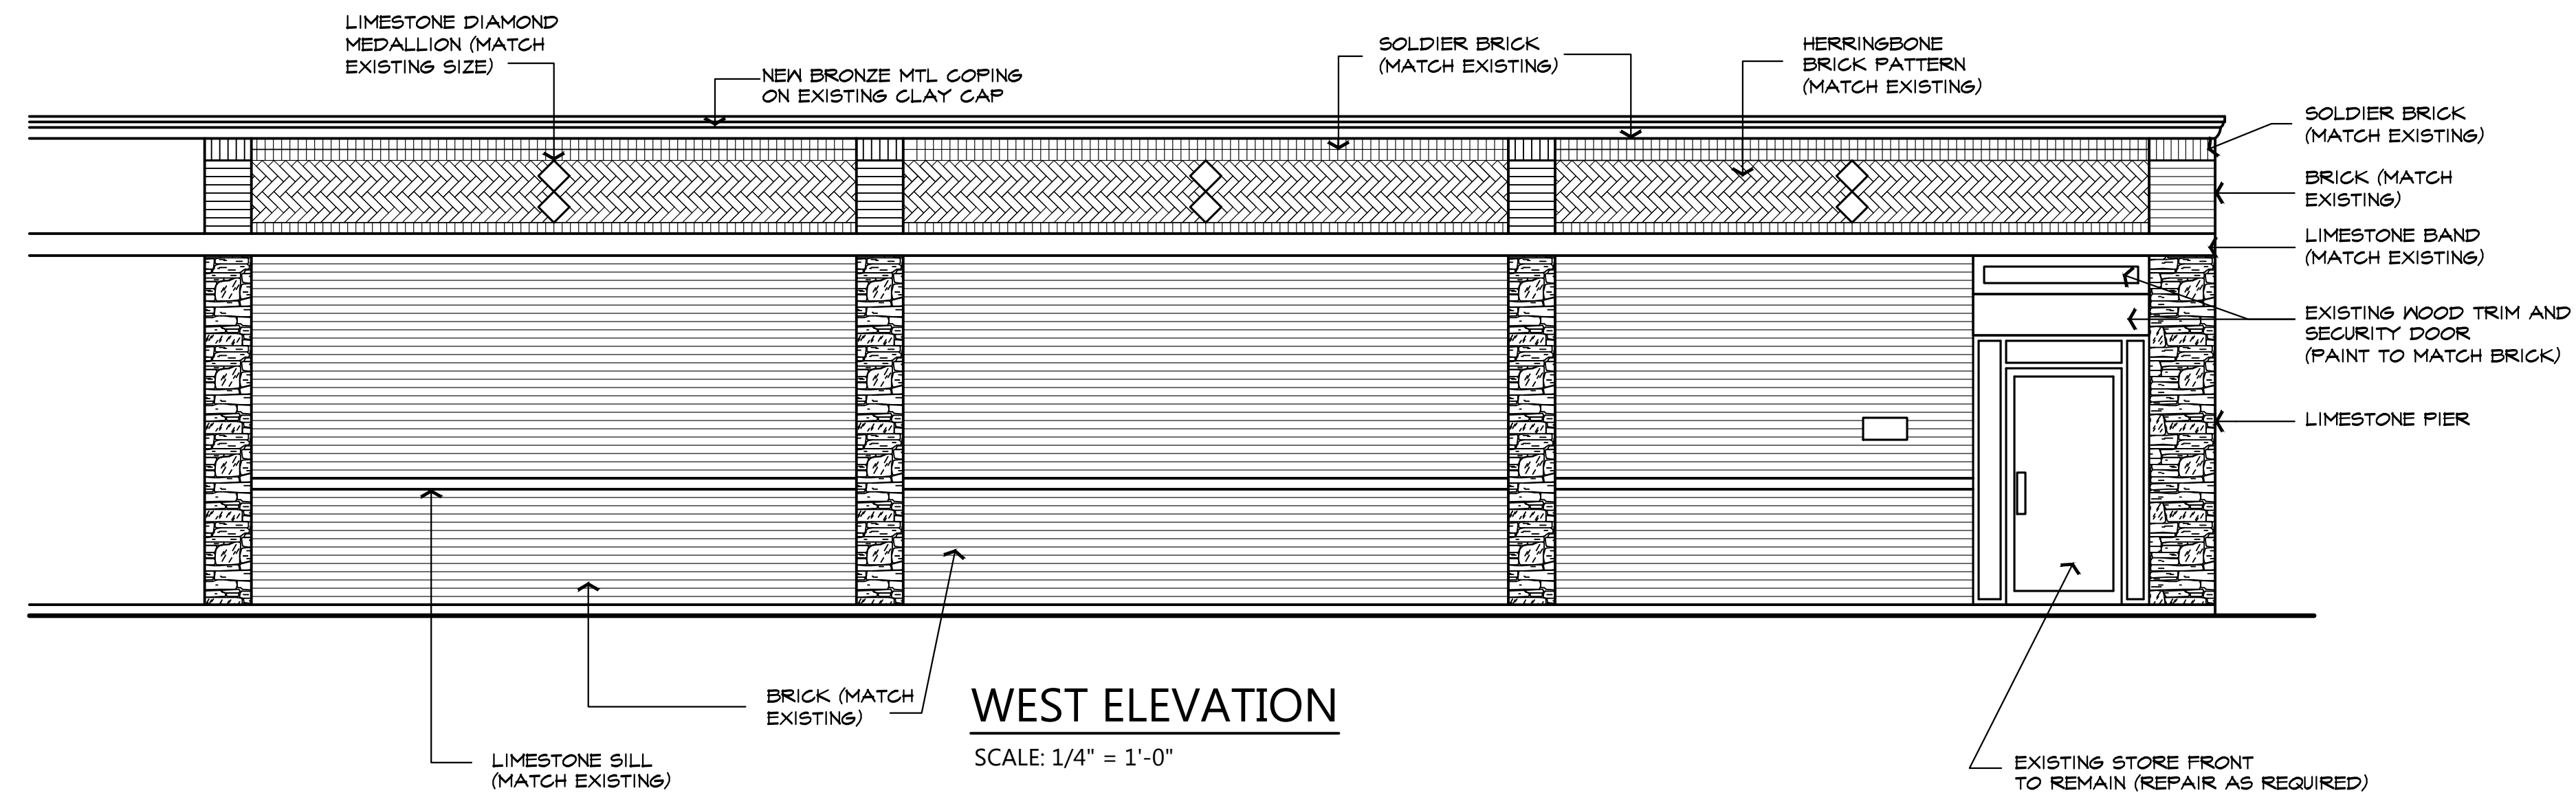 LIMESTONE DIAMOND
MEDALLION (MATCH
EXISTING SIZE)
NEW BRONZE MTL COPING
ON EXISTING CLAY CAP
SOLDIER BRICK
(MATCH EXISTING)
HERRINGBONE
BRICK PATTERN
(MATCH EXISTING)
SOLDIER BRICK
(MATCH EXISTING)
BRICK (MATCH
EXISTING)
LIMESTONE BAND
(MATCH EXISTING)
EXISTING WOOD TRIM AND
SECURITY DOOR
(PAINT TO MATCH BRICK)
LIMESTONE PIER
BRICK (MATCH
EXISTING)
WEST ELEVATION
SCALE: 1/4" = 1'-0"
LIMESTONE SILL
(MATCH EXISTING)
EXISTING STORE FRONT
TO REMAIN (REPAIR AS REQUIRED)